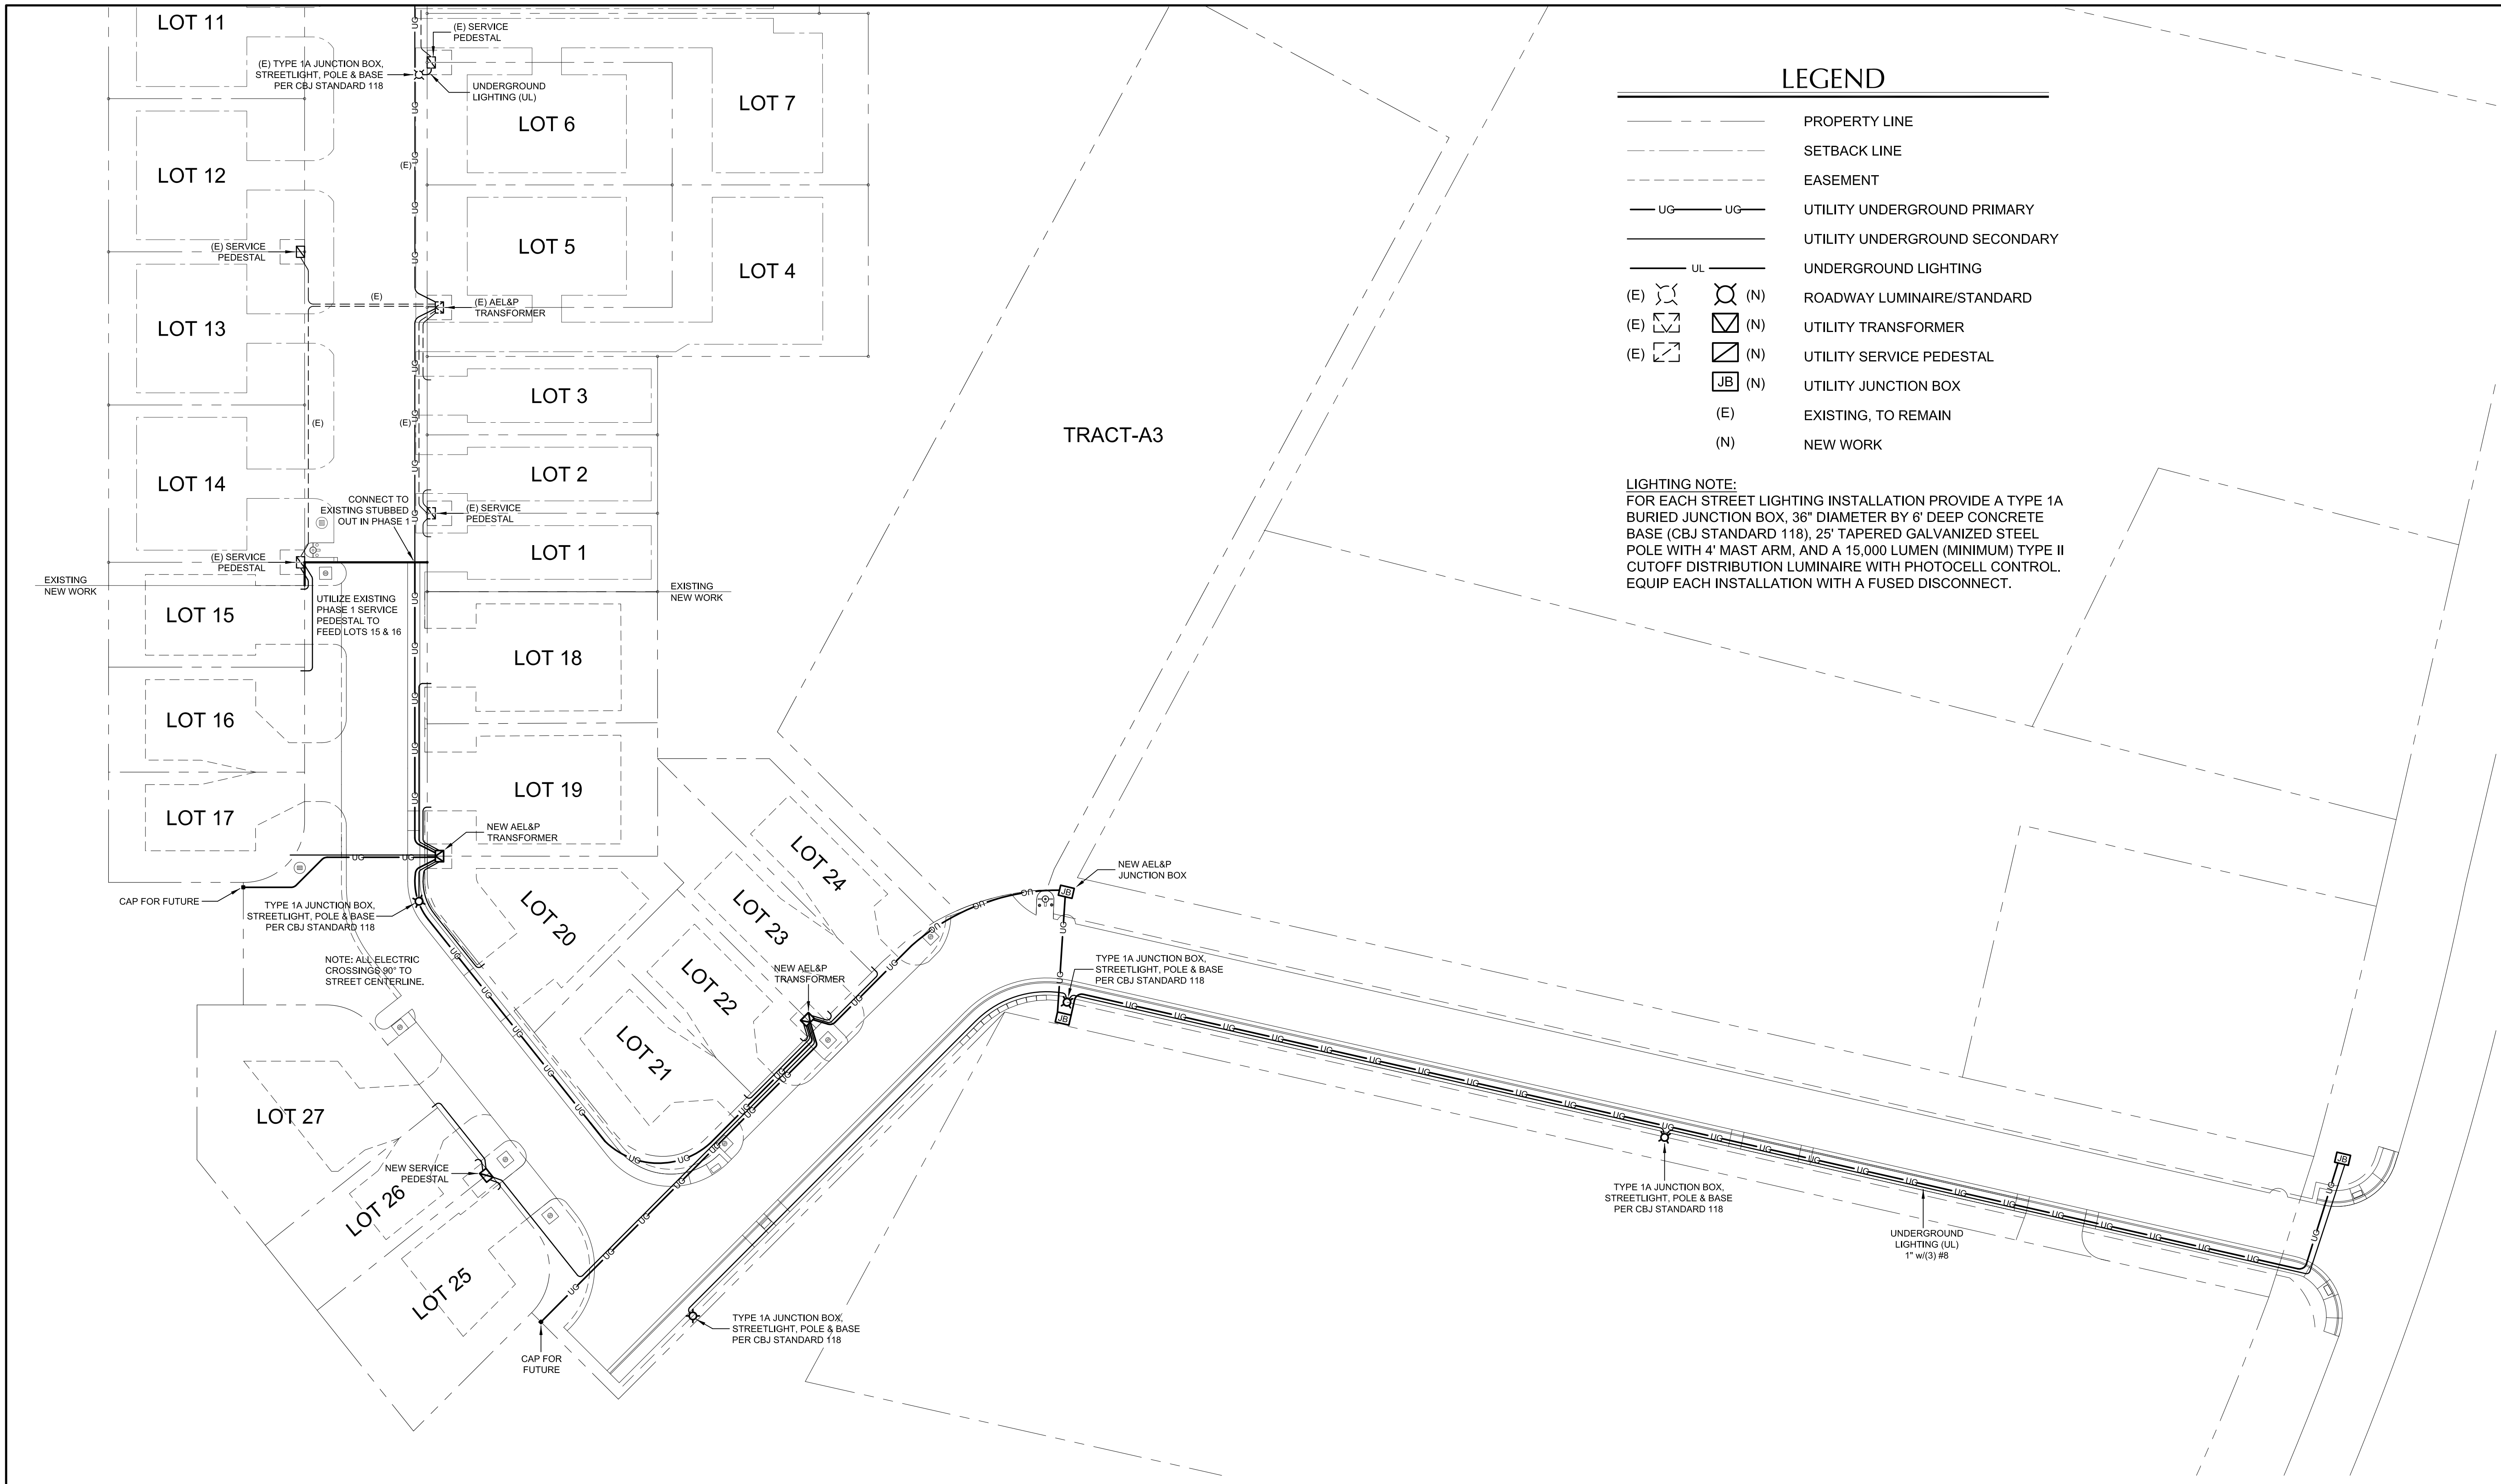 LOT 11
(E) SERVICE
PEDESTAL
(E) TYPE 1A JUNCTION BOX,
STREETLIGHT, POLE & BASE
PER CBJ STANDARD 118
UNDERGROUND
LIGHTING (UL)
LOT 6
LOT 7
LOT 12
(E)
(E) SERVICE
PEDESTAL
LOT 5
LOT 4
(E)
(E) AEL&P
TRANSFORMER
LOT 13
LOT 3
(E)
(E)
LOT 2
LOT 14
CONNECT TO
EXISTING STUBBED
OUT IN PHASE 1
(E) SERVICE
PEDESTAL
LOT 1
(E) SERVICE
PEDESTAL
EXISTING
NEW WORK
EXISTING
NEW WORK
LOT 15
UTILIZE EXISTING
PHASE 1 SERVICE
PEDESTAL TO
FEED LOTS 15 & 16
LOT 18
LOT 16
LOT 19
LOT 17
NEW AEL&P
TRANSFORMER
UG
UG
CAP FOR FUTURE
TYPE 1A JUNCTION BOX,
STREETLIGHT, POLE & BASE
PER CBJ STANDARD 118
NOTE: ALL ELECTRIC
CROSSINGS 90° TO
STREET CENTERLINE.
LOT 20
LOT 24
LOT 23
LOT 22
LOT 21
NEW AEL&P
TRANSFORMER
NEW AEL&P
JUNCTION BOX
JB
TYPE 1A JUNCTION BOX,
STREETLIGHT, POLE & BASE
PER CBJ STANDARD 118
JB
LOT 27
NEW SERVICE
PEDESTAL
LOT 26
LOT 25
CAP FOR
FUTURE
TYPE 1A JUNCTION BOX,
STREETLIGHT, POLE & BASE
PER CBJ STANDARD 118
TYPE 1A JUNCTION BOX,
STREETLIGHT, POLE & BASE
PER CBJ STANDARD 118
UNDERGROUND
LIGHTING (UL)
1" w/(3) #8
JB
TRACT-A3
LEGEND
PROPERTY LINE
SETBACK LINE
EASEMENT
UG UG UTILITY UNDERGROUND PRIMARY
UTILITY UNDERGROUND SECONDARY
UL UNDERGROUND LIGHTING
(E) (N) ROADWAY LUMINAIRE/STANDARD
(E) (N) UTILITY TRANSFORMER
(E) (N) UTILITY SERVICE PEDESTAL
JB (N) UTILITY JUNCTION BOX
(E) EXISTING, TO REMAIN
(N) NEW WORK
LIGHTING NOTE:
FOR EACH STREET LIGHTING INSTALLATION PROVIDE A TYPE 1A
BURIED JUNCTION BOX, 36" DIAMETER BY 6' DEEP CONCRETE
BASE (CBJ STANDARD 118), 25' TAPERED GALVANIZED STEEL
POLE WITH 4' MAST ARM, AND A 15,000 LUMEN (MINIMUM) TYPE II
CUTOFF DISTRIBUTION LUMINAIRE WITH PHOTOCELL CONTROL.
EQUIP EACH INSTALLATION WITH A FUSED DISCONNECT.